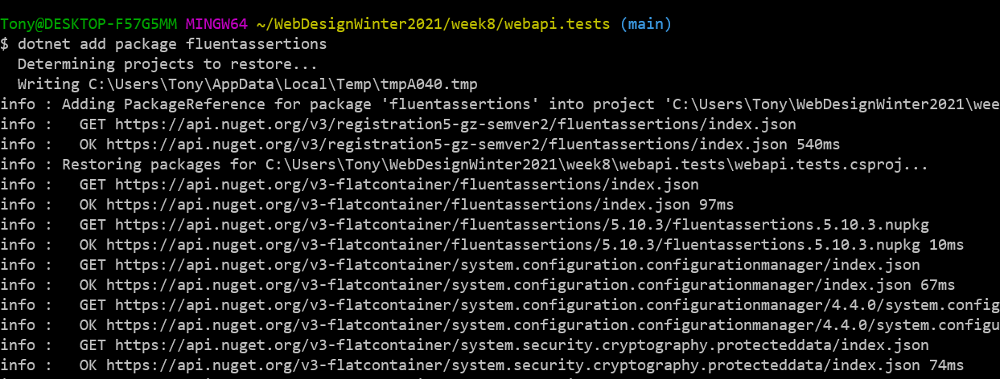 Tony@DESKTOP-F57G5MM MINGW64 ~/WebDesignWinter2021/week8/webapi.tests (main)
$ dotnet add package fluentassertions
  Determining projects to restore...
  Writing C:\Users\Tony\AppData\Local\Temp\tmpA040.tmp
info : Adding PackageReference for package 'fluentassertions' into project 'C:\Users\Tony\WebDesignWinter2021\wee
info :   GET https://api.nuget.org/v3/registration5-gz-semver2/fluentassertions/index.json
info :   OK https://api.nuget.org/v3/registration5-gz-semver2/fluentassertions/index.json 540ms
info : Restoring packages for C:\Users\Tony\WebDesignWinter2021\week8\webapi.tests\webapi.tests.csproj...
info :   GET https://api.nuget.org/v3-flatcontainer/fluentassertions/index.json
info :   OK https://api.nuget.org/v3-flatcontainer/fluentassertions/index.json 97ms
info :   GET https://api.nuget.org/v3-flatcontainer/fluentassertions/5.10.3/fluentassertions.5.10.3.nupkg
info :   OK https://api.nuget.org/v3-flatcontainer/fluentassertions/5.10.3/fluentassertions.5.10.3.nupkg 10ms
info :   GET https://api.nuget.org/v3-flatcontainer/system.configuration.configurationmanager/index.json
info :   OK https://api.nuget.org/v3-flatcontainer/system.configuration.configurationmanager/index.json 67ms
info :   GET https://api.nuget.org/v3-flatcontainer/system.configuration.configurationmanager/4.4.0/system.config
info :   OK https://api.nuget.org/v3-flatcontainer/system.configuration.configurationmanager/4.4.0/system.configu
info :   GET https://api.nuget.org/v3-flatcontainer/system.security.cryptography.protecteddata/index.json
info :   OK https://api.nuget.org/v3-flatcontainer/system.security.cryptography.protecteddata/index.json 74ms